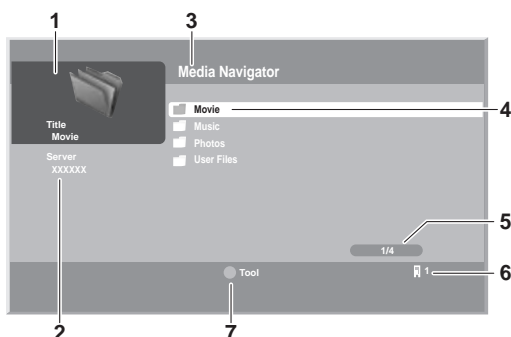 1
3
Media Navigator
Title
Movie
Server
XXXXXX
Movie
Music
Photos
User Files
4
5
1/4
Tool
1
6
2
7